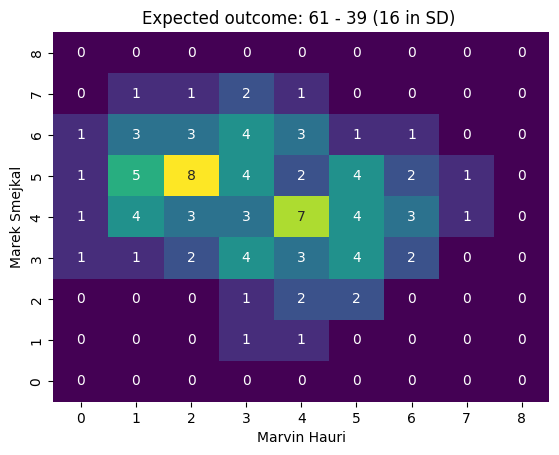 Expected outcome: 61 - 39 (16 in SD)
8 0 0 0 0 0 0 0 0 0
7 0 1 1 2 1 0 0 0 0
6 1 3 3 4 3 1 1 0 0
5 1 5 8 4 2 4 2 1 0
4 1 4 3 3 7 4 3 1 0
3 1 1 2 4 3 4 2 0 0
2 0 0 0 1 2 2 0 0 0
1 0 0 0 1 1 0 0 0 0
0 0 0 0 0 0 0 0 0 0
0 1 2 3 4 5 6 7 8
Marek Smejkal
Marvin Hauri